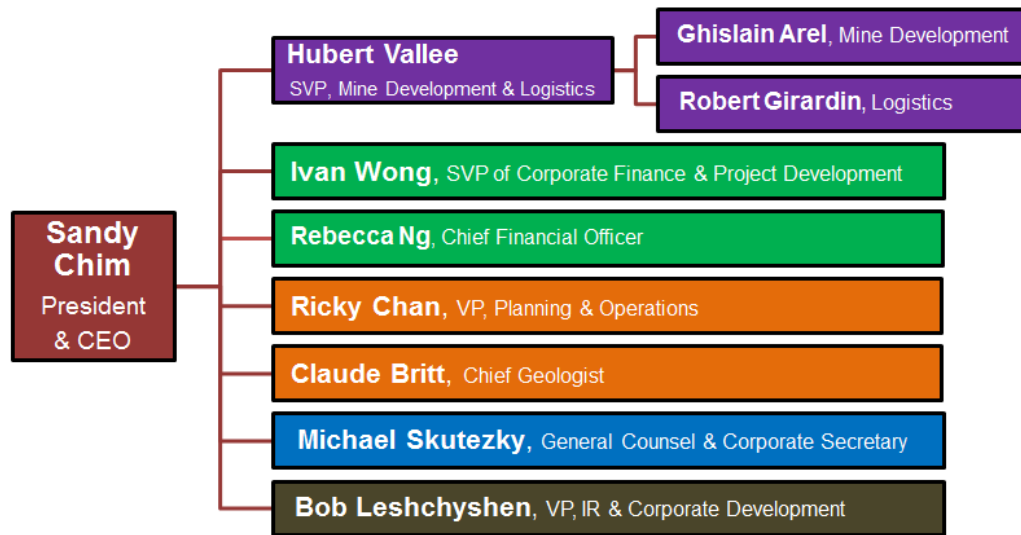 Sandy
Chim
President
& CEO
Hubert Vallee
SVP, Mine Development & Logistics
Ghislain Arel, Mine Development
Robert Girardin, Logistics
Ivan Wong, SVP of Corporate Finance & Project Development
Rebecca Ng, Chief Financial Officer
Ricky Chan, VP, Planning & Operations
Claude Britt, Chief Geologist
Michael Skutezky, General Counsel & Corporate Secretary
Bob Leshchyshen, VP, IR & Corporate Development